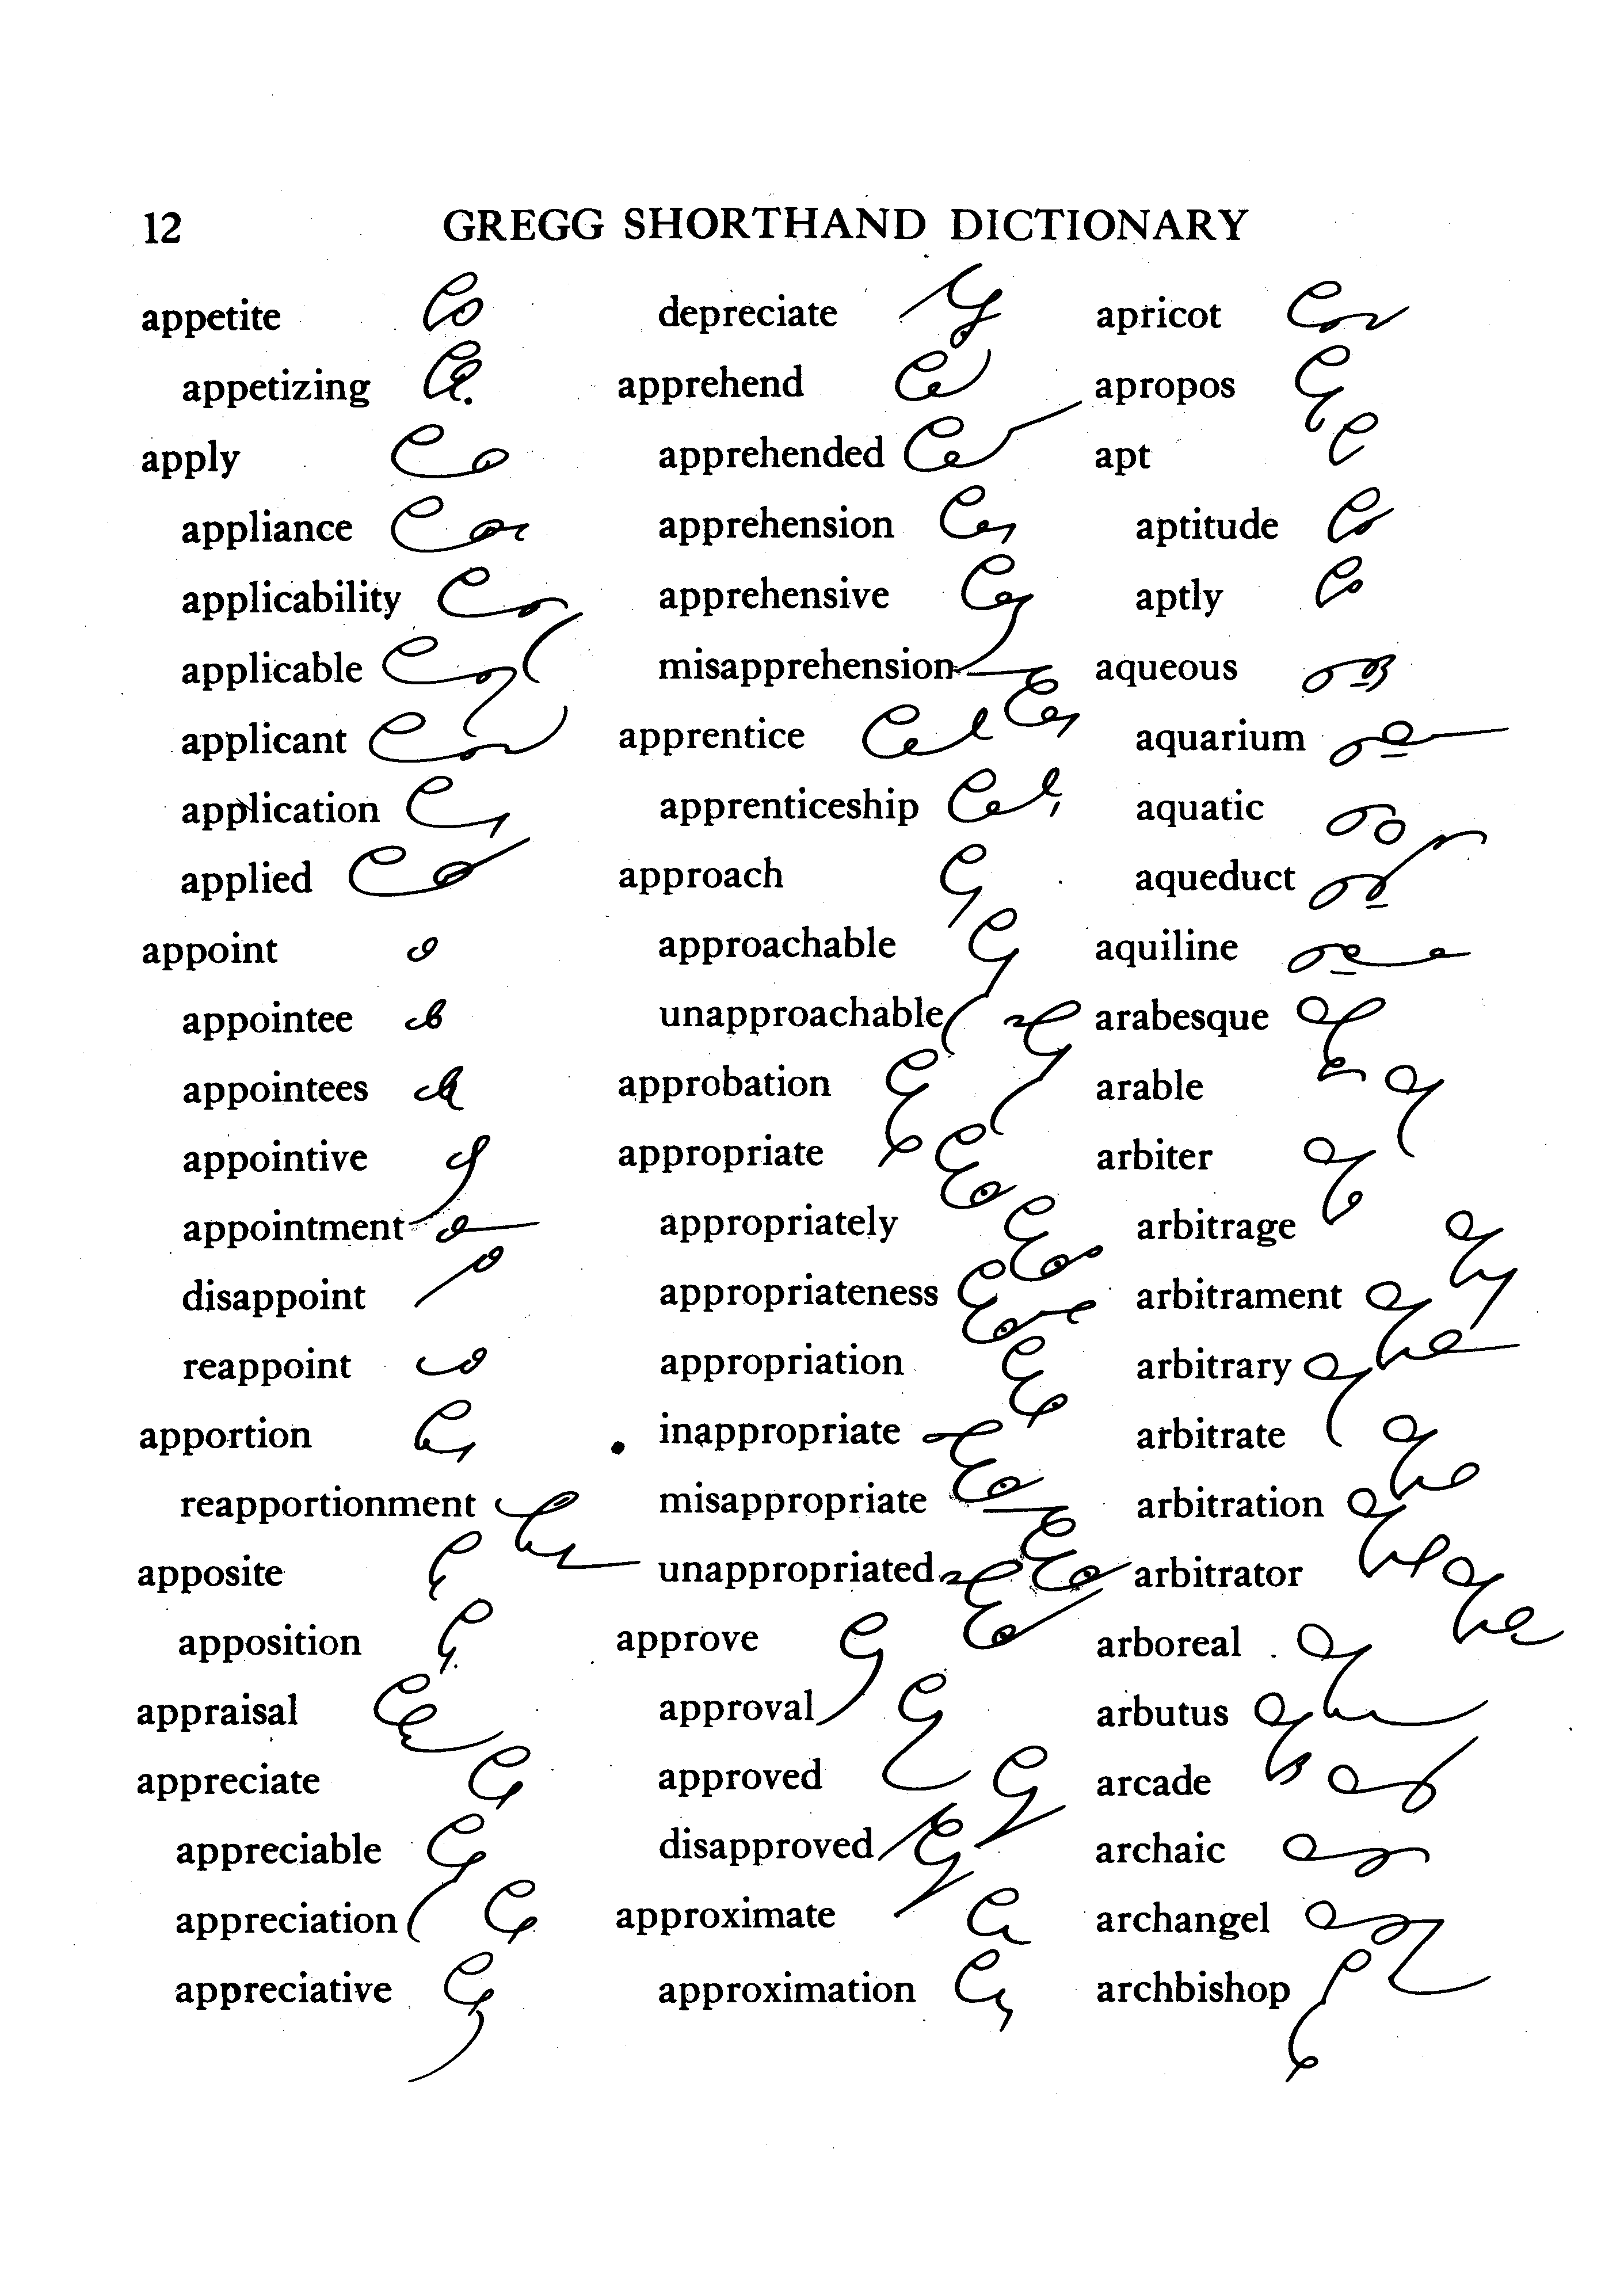 12 GREGG SHORTHAND DICTIONARY
appetite
appetizing
apply
appliance
applicability
applicable
applicant
application
applied
appoint
appointee
appointees
appointive
appointment
disappoint
reappoint
apportion
reapportionment
apposite
apposition
appraisal
appreciate
appreciable
appreciation
appreciative
depreciate
apprehend
apprehended
apprehension
apprehensive
misapprehension
apprentice
apprenticeship
approach
approachable
unapproachable
approbation
appropriate
appropriately
appropriateness
appropriation
inappropriate
misappropriate
unappropriated
approve
approval
approved
disapproved
approximate
approximation
apricot
apropos
apt
aptitude
aptly
aqueous
aquarium
aquatic
aqueduct
aquiline
arabesque
arable
arbiter
arbitrage
arbitrament
arbitrary
arbitrate
arbitration
arbitrator
arboreal
arbutus
arcade
archaic
archangel
archbishop